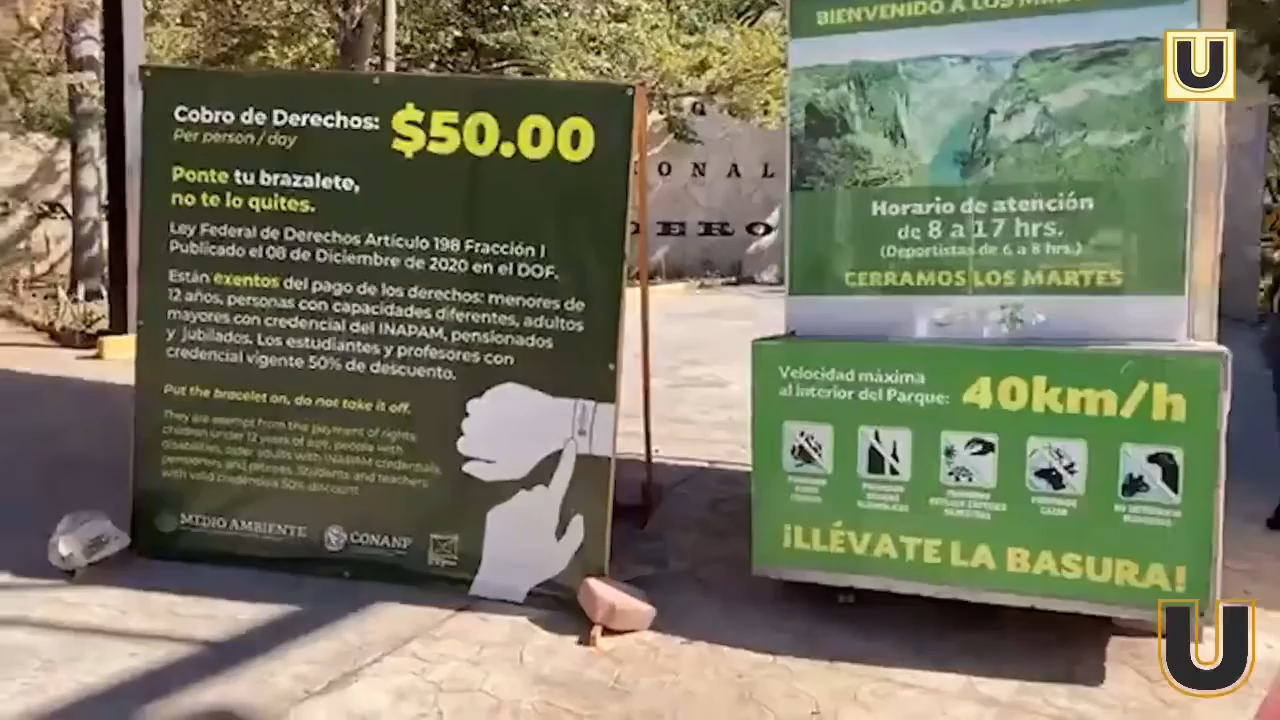 Cobro de Derechos: $50.00
Per person / day
Ponte tu brazalete,
no te lo quites.
Ley Federal de Derechos Artículo 198 Fracción I
Publicado el 08 de Diciembre de 2020 en el DOF.
Están exentos del pago de los derechos: menores de
12 años, personas con capacidades diferentes, adultos
mayores con credencial del INAPAM, pensionados
y jubilados. Los estudiantes y profesores con
credencial vigente 50% de descuento.
Put the bracelet on, do not take it off.
They are exempt from the payment of rights
children under 12 years of age, people with
disabilities, older adults with INAPAM credentials,
pensioners and retirees. Students and teachers
with valid credentials 50% discount
MEDIO AMBIENTE
CONANP
ONAL
DERO
BIENVENIDO A LOS
Horario de atención
de 8 a 17 hrs.
(Deportistas de 6 a 8 hrs.)
CERRAMOS LOS MARTES
Velocidad máxima
al interior del Parque: 40km/h
¡LLÉVATE LA BASURA!
U
U